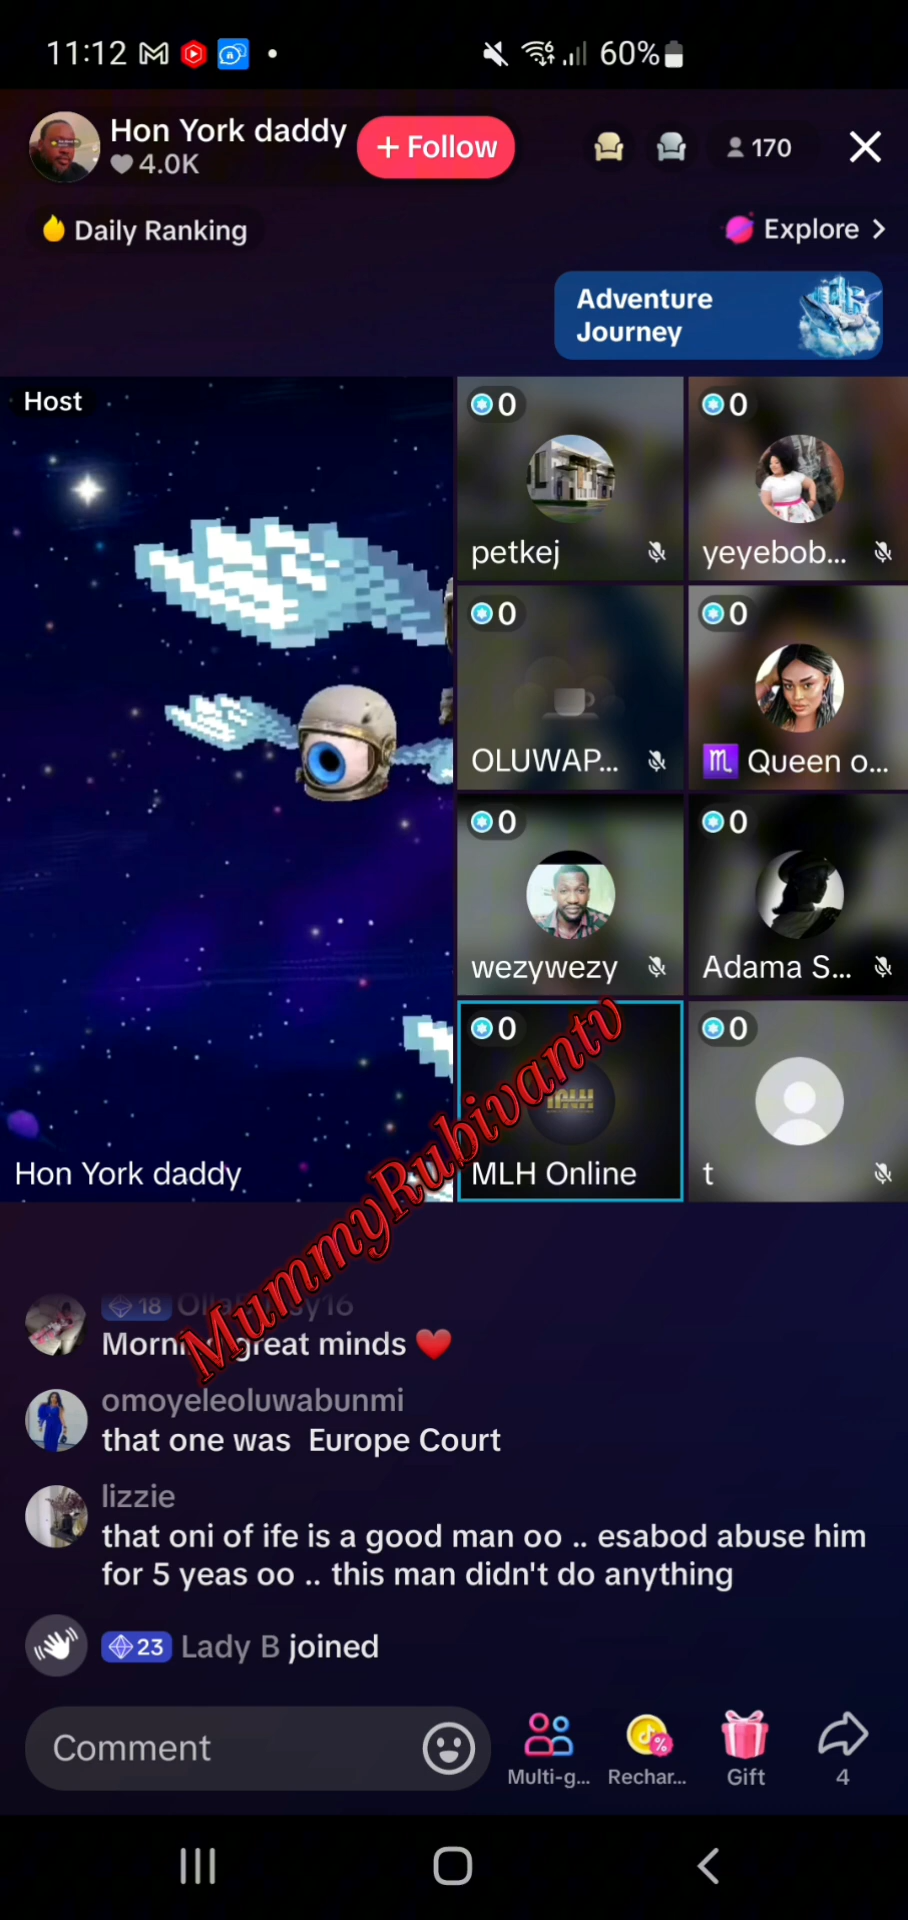 11:12
60%
Hon York daddy
4.0K
+ Follow
170
Daily Ranking
Explore >
Adventure
Journey
Host
0
0
petkej
yeyebob...
0
0
OLUWAP...
Queen o...
0
0
wezywezy
Adama S...
0
0
MLH
Hon York daddy
MLH Online
t
MummyRubivantv
18
great minds ❤️
omoyeleoluwabunmi
that one was Europe Court
lizzie
that oni of ife is a good man oo .. esabod abuse him
for 5 yeas oo .. this man didn't do anything
23 Lady B joined
Comment
Multi-g...
Rechar...
Gift
4